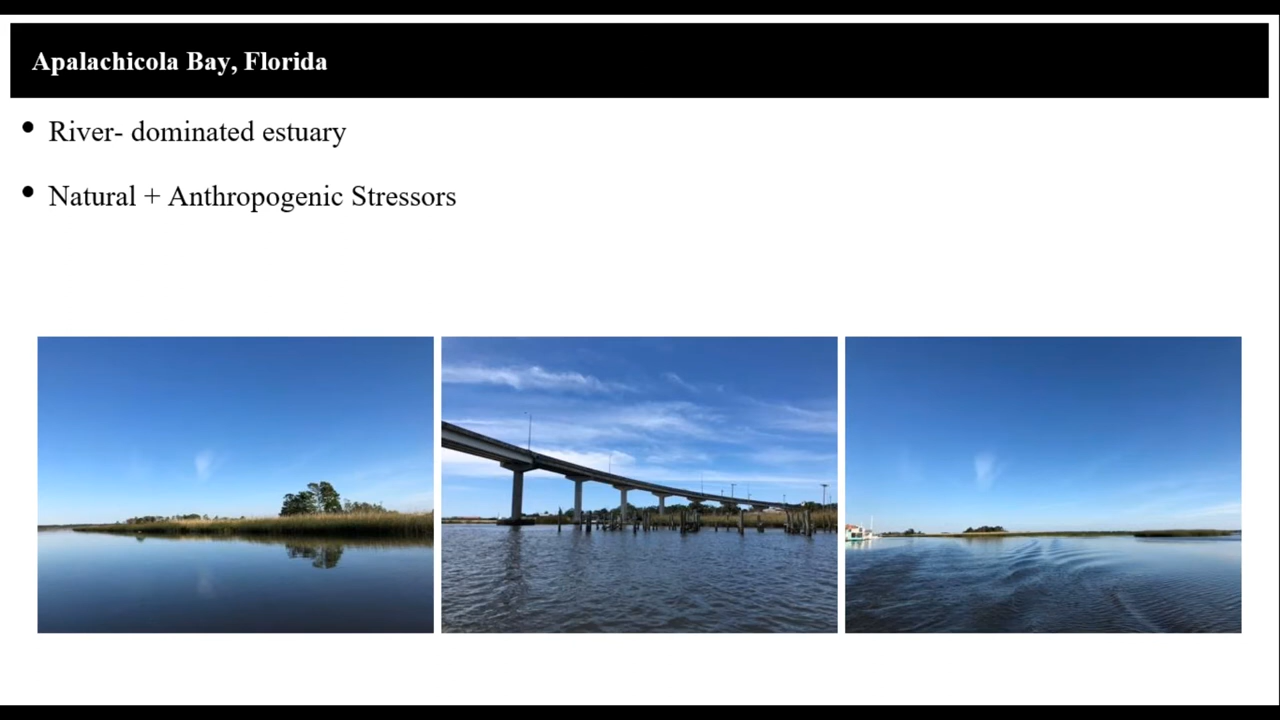 Apalachicola Bay, Florida
• River- dominated estuary
• Natural + Anthropogenic Stressors